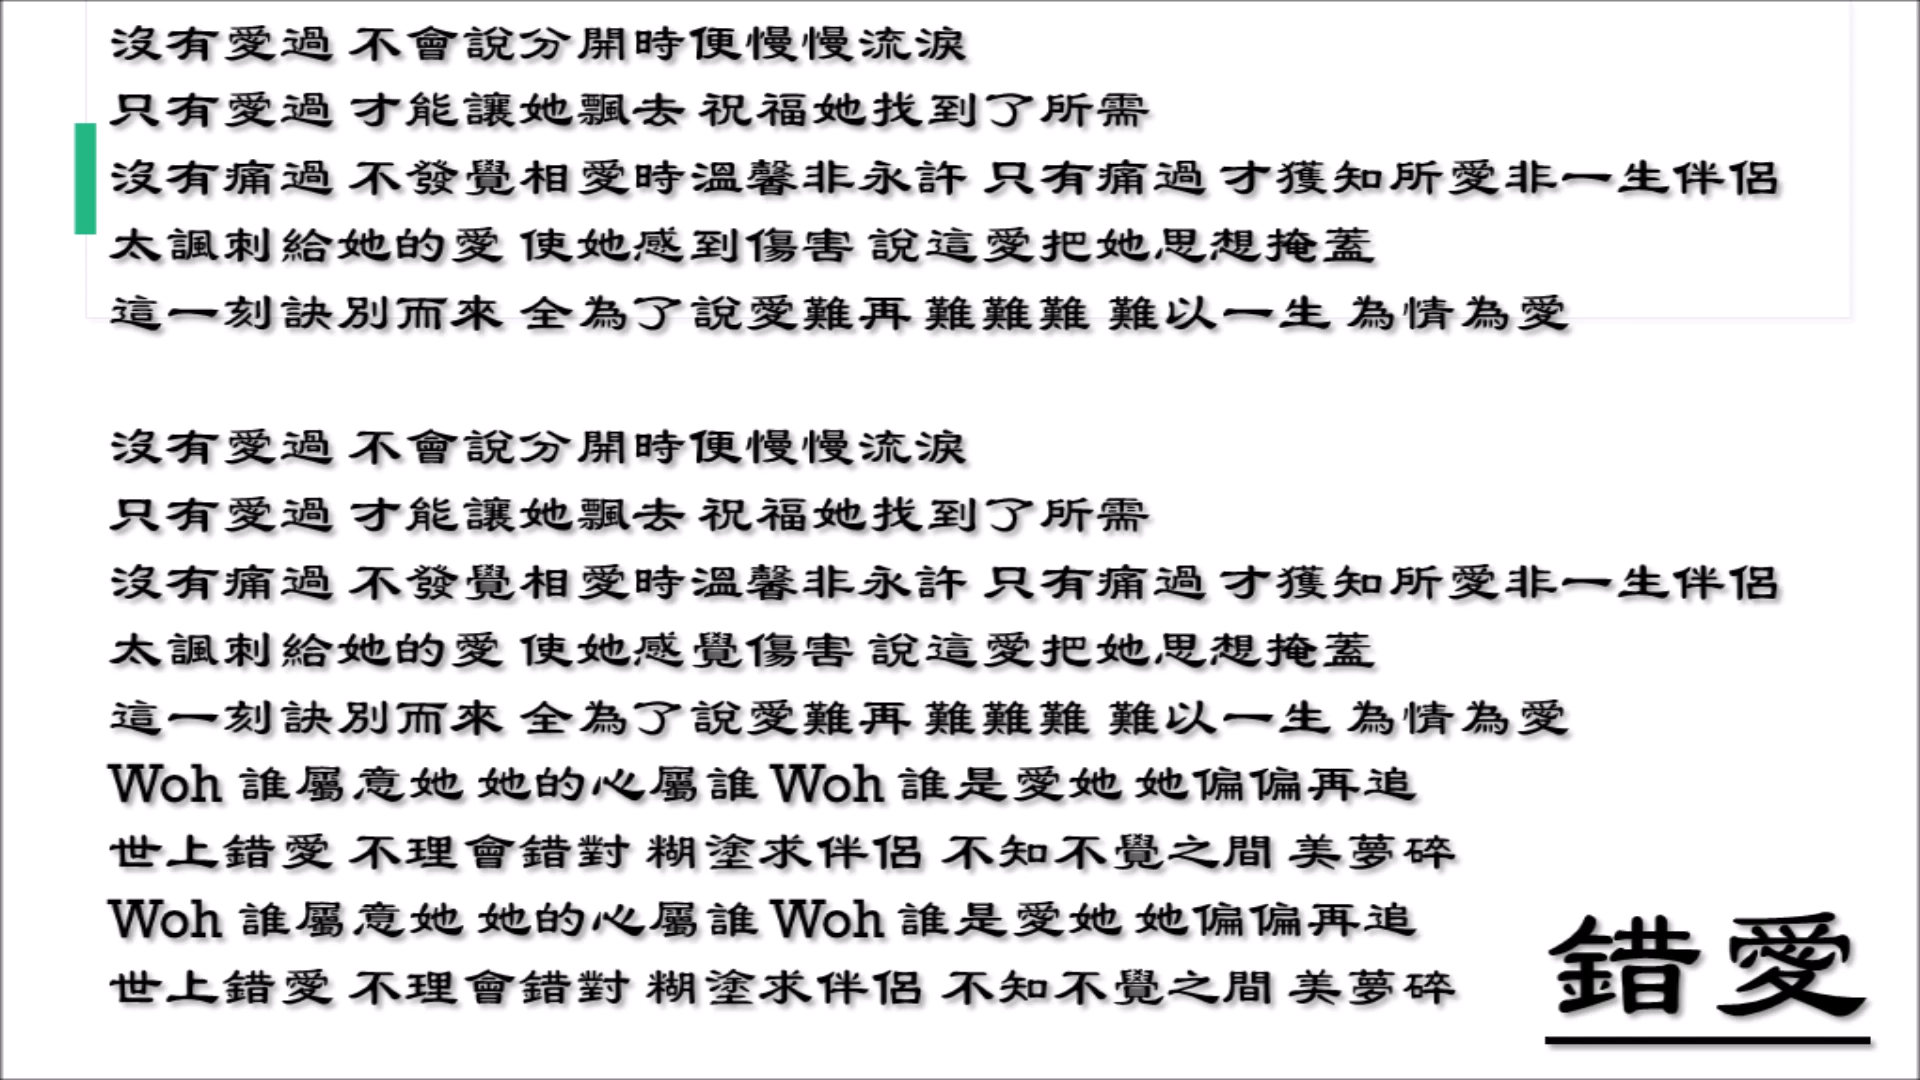 沒有愛過 不會說分開時便慢慢流淚
只有愛過 才能讓她飄去 祝福她找到了所需
沒有痛過 不發覺相愛時溫馨非永許 只有痛過 才獲知所愛非一生伴侶
太諷刺給她的愛 使她感到傷害 說這愛把她思想掩蓋
這一刻訣別而來 全為了說愛難再 難難難 難以一生 為情為愛
沒有愛過 不會說分開時便慢慢流淚
只有愛過 才能讓她飄去 祝福她找到了所需
沒有痛過 不發覺相愛時溫馨非永許 只有痛過 才獲知所愛非一生伴侶
太諷刺給她的愛 使她感覺傷害 說這愛把她思想掩蓋
這一刻訣別而來 全為了說愛難再 難難難 難以一生 為情為愛
Woh 誰屬意她 她的心屬誰 Woh 誰是愛她 她偏偏再追
世上錯愛 不理會錯對 糊塗求伴侶 不知不覺之間 美夢碎
Woh 誰屬意她 她的心屬誰 Woh 誰是愛她 她偏偏再追
世上錯愛 不理會錯對 糊塗求伴侶 不知不覺之間 美夢碎
錯愛